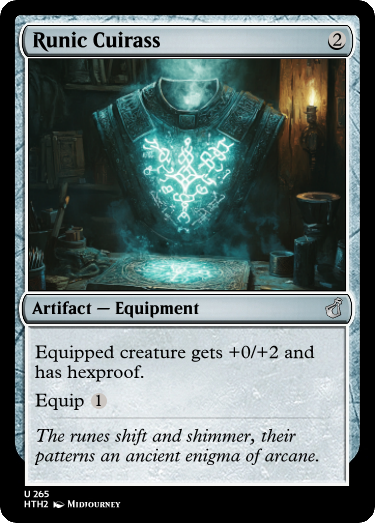 Runic Cuirass 2
Artifact — Equipment
Equipped creature gets +0/+2 and
has hexproof.
Equip 1
The runes shift and shimmer, their
patterns an ancient enigma of arcane.
U 265
HTH2 Midjourney